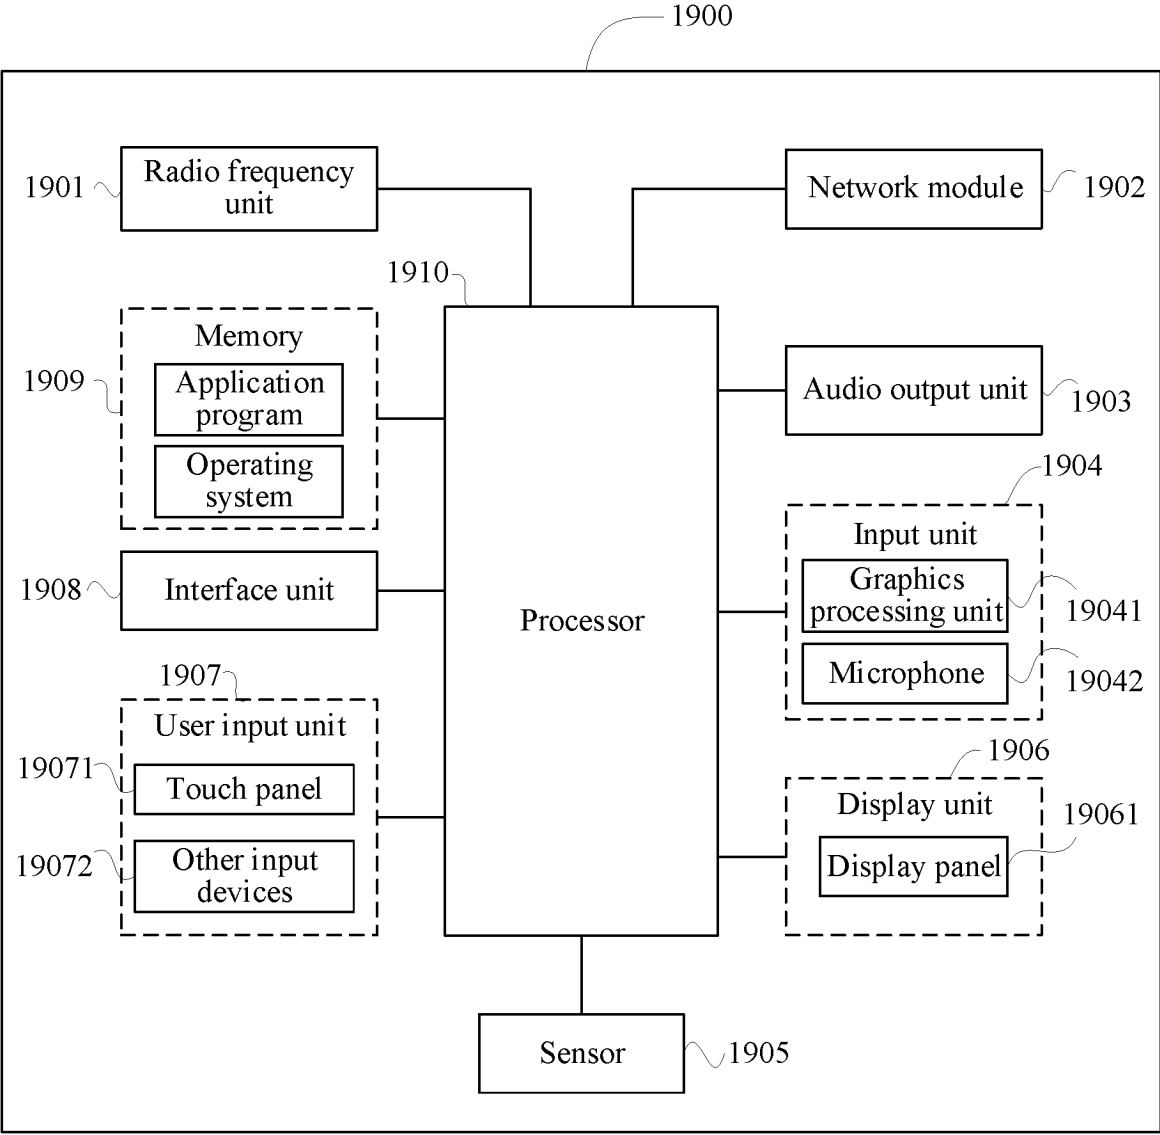 1900
1901
Radio frequency
unit
Network module
1902
1910
1909
Memory
Application
program
Operating
system
Audio output unit
1903
1904
Input unit
Graphics
processing unit
19041
Microphone
19042
1908
Interface unit
Processor
1907
User input unit
19071
Touch panel
19072
Other input
devices
1906
Display unit
19061
Display panel
Sensor
1905